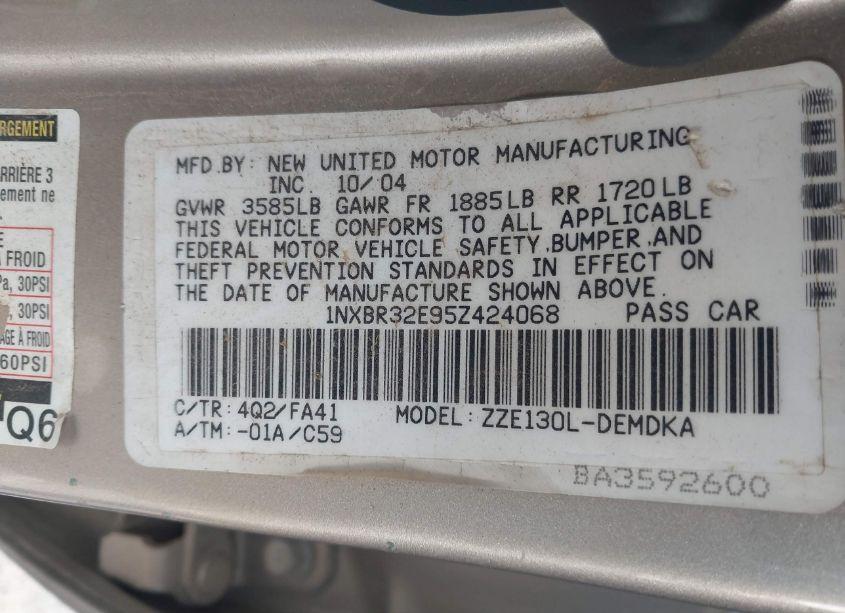 RGEMENT
RRIÈRE 3
gement ne
E
À FROID
Pa, 30PSI
30PSI
AGE À FROID
60PSI
Q6
MFD.BY: NEW UNITED MOTOR MANUFACTURING
INC. 10/04
GVWR 3585LB GAWR FR 1885LB RR 1720LB
THIS VEHICLE CONFORMS TO ALL APPLICABLE
FEDERAL MOTOR VEHICLE SAFETY,BUMPER,AND
THEFT PREVENTION STANDARDS IN EFFECT ON
THE DATE OF MANUFACTURE SHOWN ABOVE.
1NXBR32E95Z424068 PASS CAR
C/TR: 4Q2/FA41 MODEL: ZZE130L-DEMDKA
A/TM: -01A/C59
BA3592600